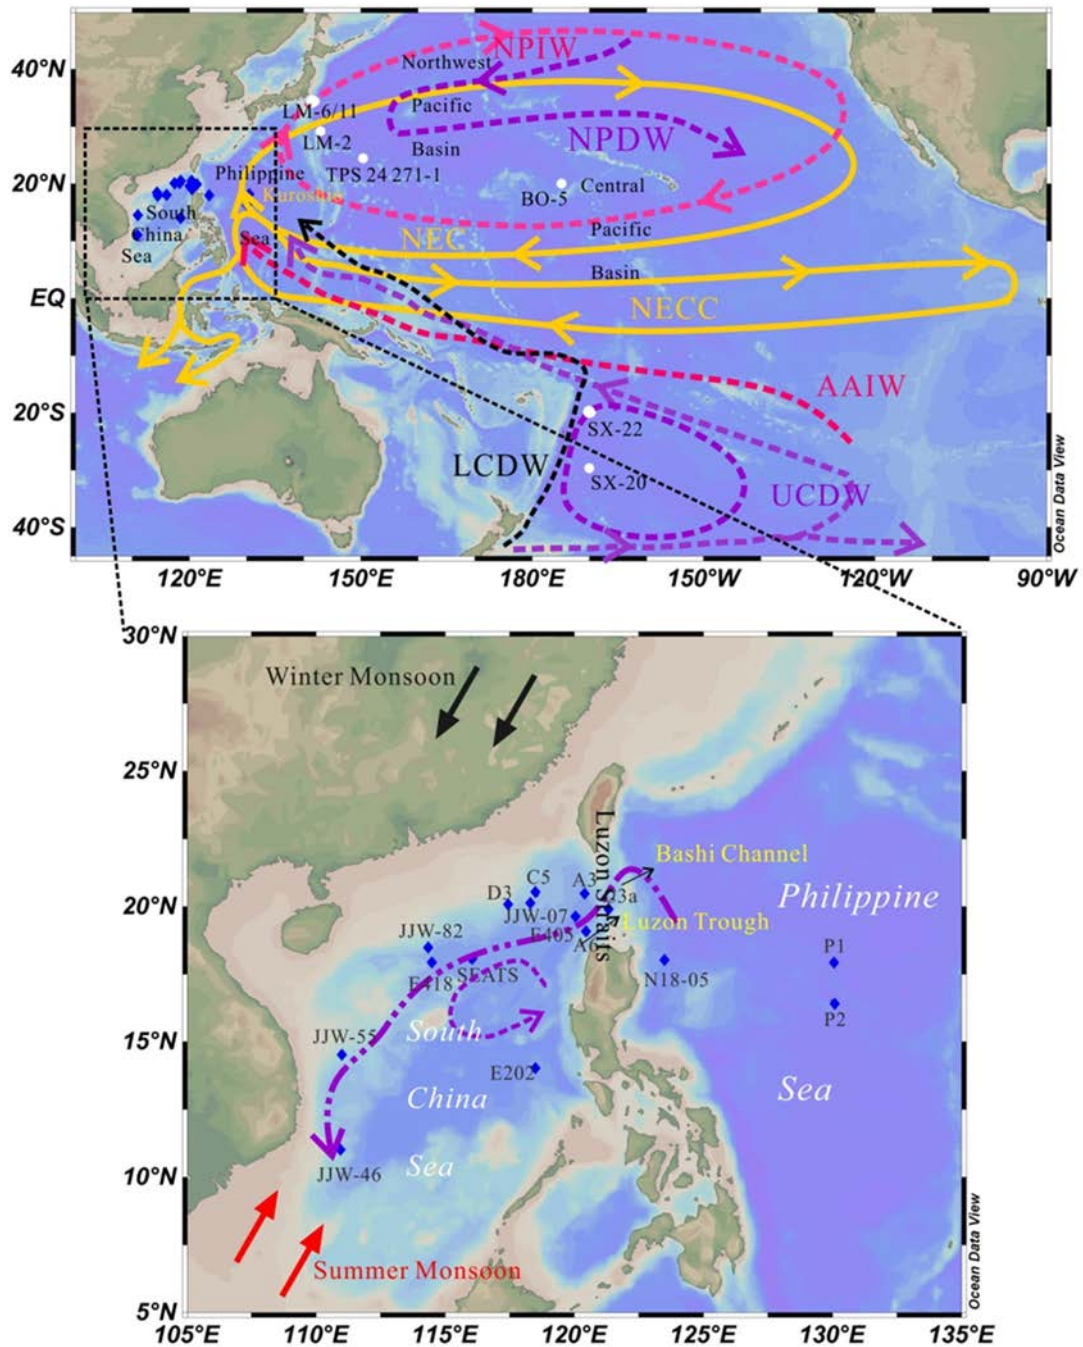 40°N
20°N
EQ
20°S
40°S
NPIW
Northwest
LM-6/11
Pacific
LM-2
Basin
NPDW
Philippine
TPS 24 271-1
Kuroshio
BO-5
Central
South
China
Sea
Sea
NEC
Pacific
Basin
NECC
AAIW
SX-22
LCDW
SX-20
UCDW
Ocean Data View
120°E
150°E
180°E
150°W
120°W
90°W
30°N
25°N
20°N
15°N
10°N
5°N
Winter Monsoon
Luzon Straits
Bashi Channel
C5
A3
D3
JJW-07
Philippine
Luzon Trough
E405
A6
JJW-82
P1
E418
SEATS
N18-05
P2
JJW-55
South
E202
China
Sea
Sea
JJW-46
Summer Monsoon
Ocean Data View
105°E
110°E
115°E
120°E
125°E
130°E
135°E